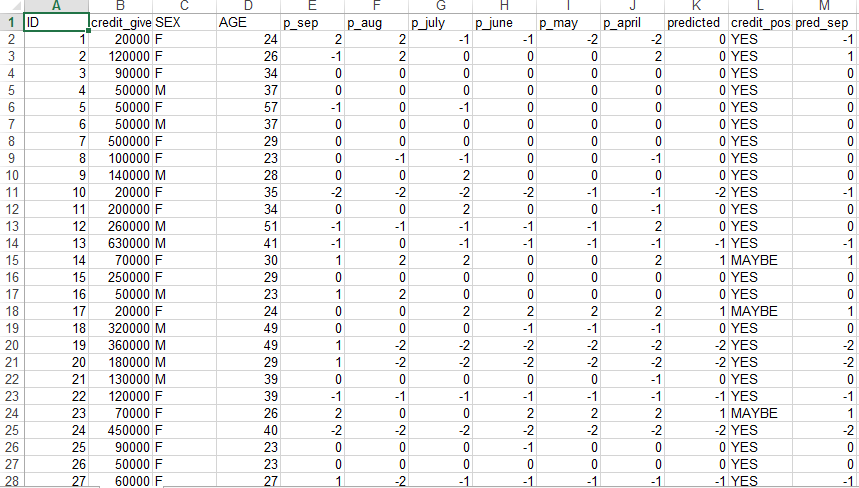 A B C D E F G H I J K L M
1 ID credit_give SEX AGE p_sep p_aug p_july p_june p_may p_april predicted credit_pos pred_sep
2 1 20000 F 24 2 2 -1 -1 -2 -2 0 YES -1
3 2 120000 F 26 -1 2 0 0 0 2 0 YES 1
4 3 90000 F 34 0 0 0 0 0 0 0 YES 0
5 4 50000 M 37 0 0 0 0 0 0 0 YES 0
6 5 50000 F 57 -1 0 -1 0 0 0 0 YES 0
7 6 50000 M 37 0 0 0 0 0 0 0 YES 0
8 7 500000 F 29 0 0 0 0 0 0 0 YES 0
9 8 100000 F 23 0 -1 -1 0 0 -1 0 YES 0
10 9 140000 M 28 0 0 2 0 0 0 0 YES 0
11 10 20000 F 35 -2 -2 -2 -2 -1 -1 -2 YES -1
12 11 200000 F 34 0 0 2 0 0 -1 0 YES 0
13 12 260000 M 51 -1 -1 -1 -1 -1 2 0 YES 0
14 13 630000 M 41 -1 0 -1 -1 -1 -1 -1 YES -1
15 14 70000 F 30 1 2 2 0 0 2 1 MAYBE 1
16 15 250000 F 29 0 0 0 0 0 0 0 YES 0
17 16 50000 M 23 1 2 0 0 0 0 0 YES 0
18 17 20000 F 24 0 0 2 2 2 2 1 MAYBE 1
19 18 320000 M 49 0 0 0 -1 -1 -1 0 YES 0
20 19 360000 M 49 1 -2 -2 -2 -2 -2 -2 YES -2
21 20 180000 M 29 1 -2 -2 -2 -2 -2 -2 YES -2
22 21 130000 M 39 0 0 0 0 0 -1 0 YES 0
23 22 120000 F 39 -1 -1 -1 -1 -1 -1 -1 YES -1
24 23 70000 F 26 2 0 0 2 2 2 1 MAYBE 1
25 24 450000 F 40 -2 -2 -2 -2 -2 -2 -2 YES -2
26 25 90000 F 23 0 0 0 -1 0 0 0 YES 0
27 26 50000 F 23 0 0 0 0 0 0 0 YES 0
28 27 60000 F 27 1 -2 -1 -1 -1 -1 -1 YES -1